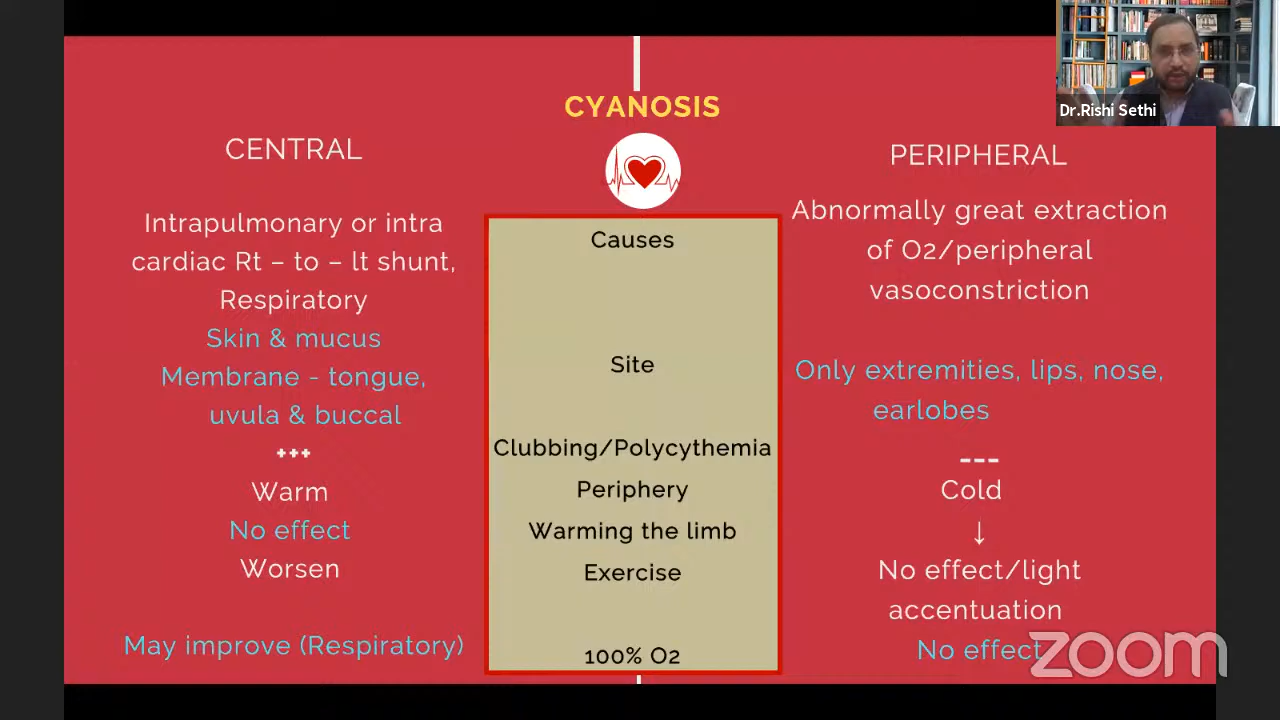 Dr.Rishi Sethi
CYANOSIS
CENTRAL
Intrapulmonary or intra
cardiac Rt – to – lt shunt,
Respiratory
Skin & mucus
Membrane - tongue,
uvula & buccal
+++
Warm
No effect
Worsen
May improve (Respiratory)
Causes
Site
Clubbing/Polycythemia
Periphery
Warming the limb
Exercise
100% O2
PERIPHERAL
Abnormally great extraction
of O2/peripheral
vasoconstriction
Only extremities, lips, nose,
earlobes
---
Cold
↓
No effect/light
accentuation
No effect
zoom